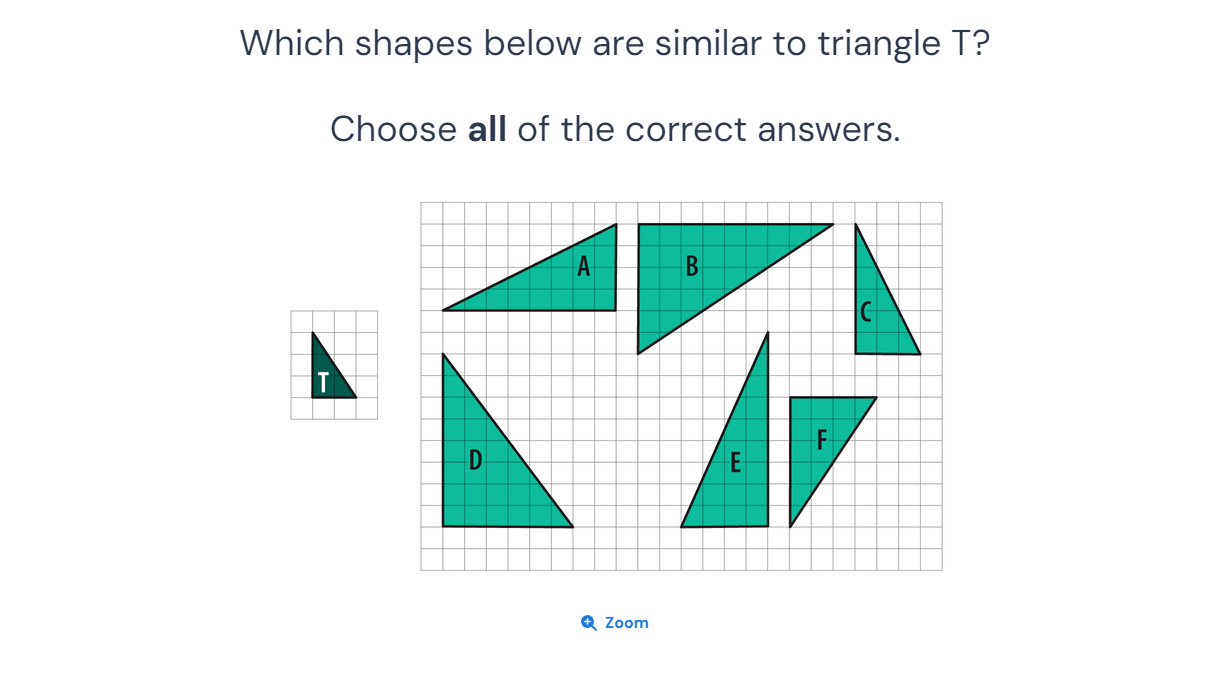 Which shapes below are similar to triangle T?
Choose all of the correct answers.
A
B
C
T
D
E
F
Zoom